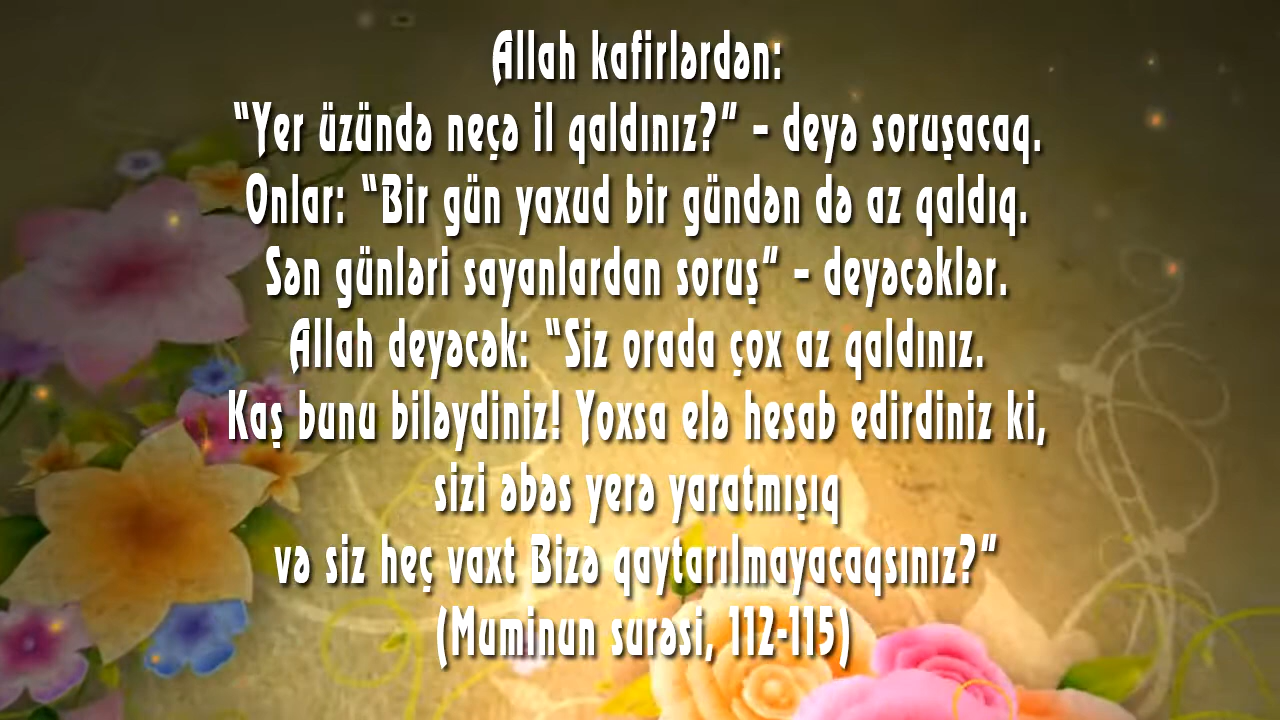 Allah kafirlərdən:
“Yer üzündə neçə il qaldınız?” – deyə soruşacaq.
Onlar: “Bir gün yaxud bir gündən də az qaldıq.
Sən günləri sayanlardan soruş” – deyəcəklər.
Allah deyəcək: “Siz orada çox az qaldınız.
Kaş bunu biləydiniz! Yoxsa elə hesab edirdiniz ki,
sizi əbəs yerə yaratmışıq
və siz heç vaxt Bizə qaytarılmayacaqsınız?”
(Muminun surəsi, 112-115)